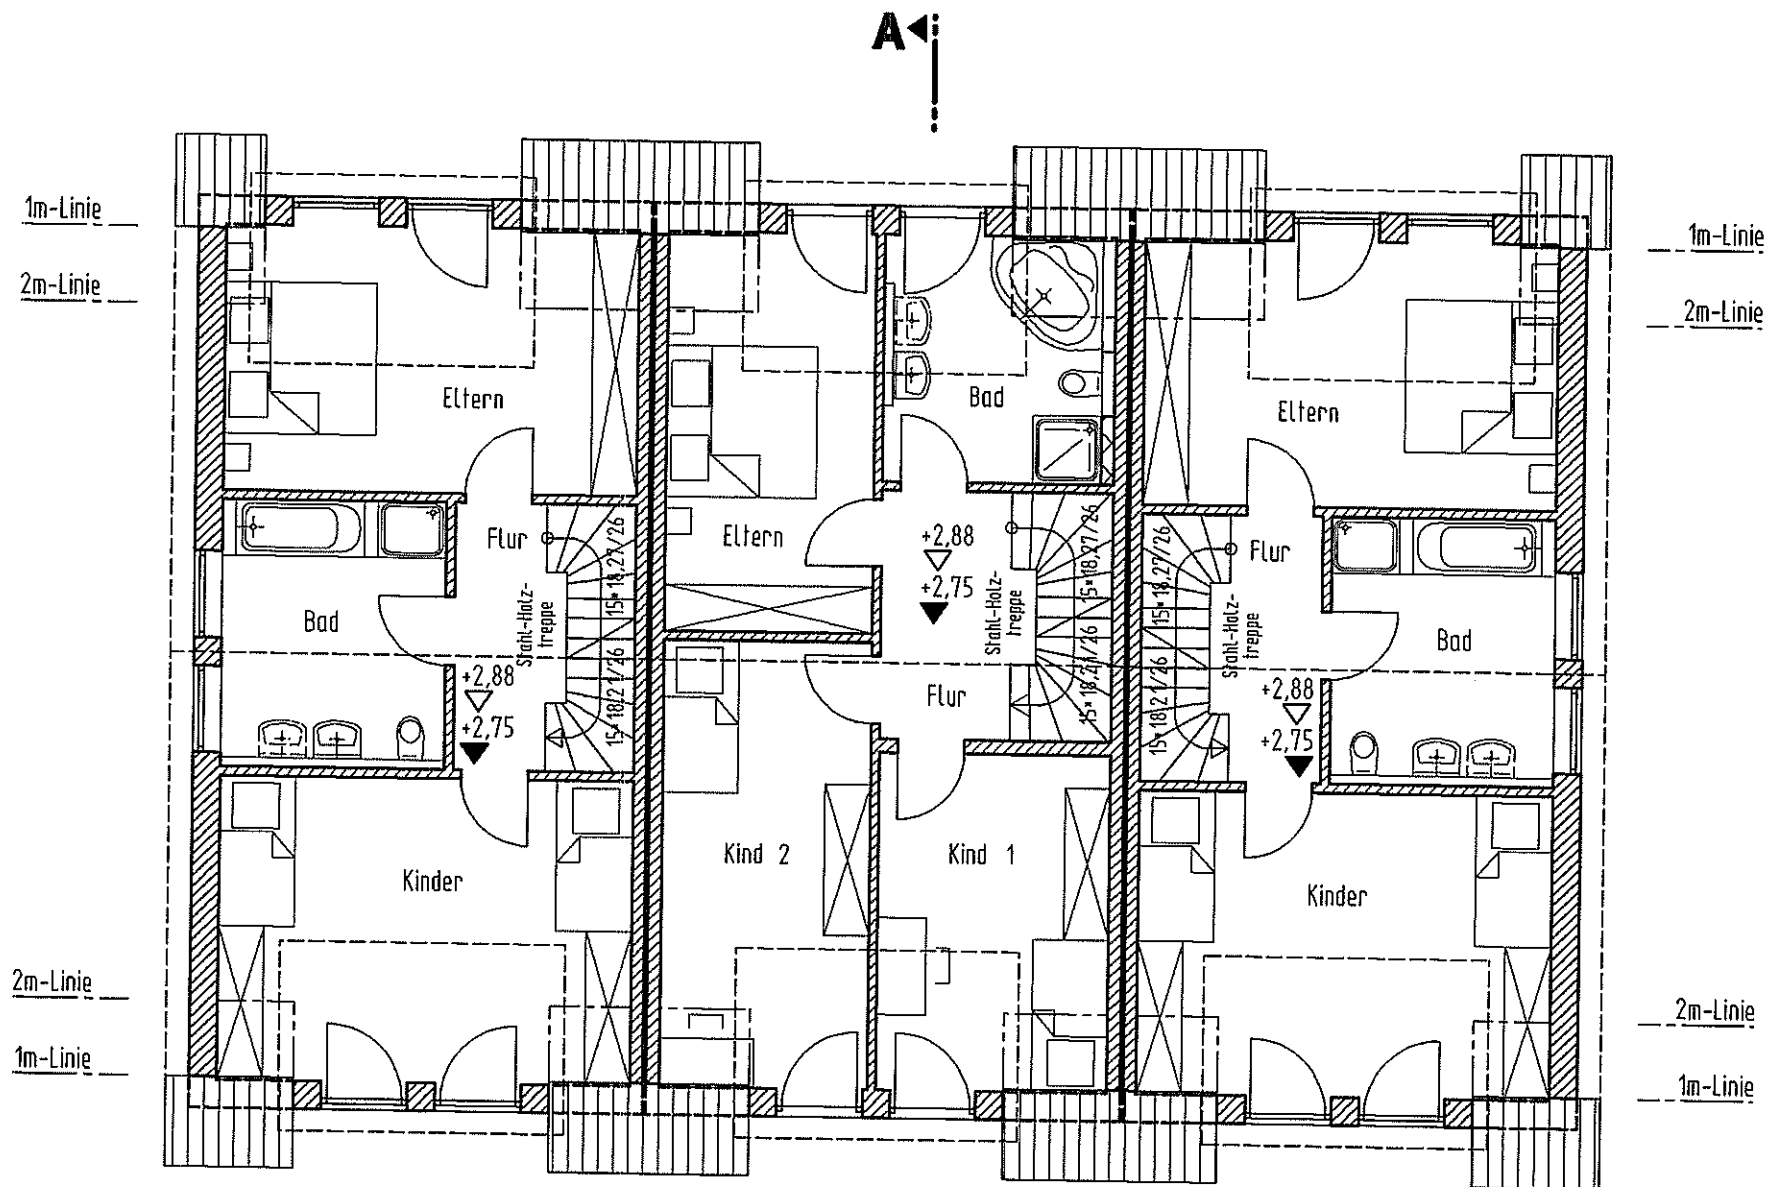 A
1m-Linie
2m-Linie
1m-Linie
2m-Linie
Eltern
Bad
Eltern
Flur
Stahl-Holz-
treppe
15*18,27/26
15*18,21/26
Bad
+2,88
+2,75
Eltern
+2,88
+2,75
Stahl-Holz-
treppe
15*18,27/26
15*18,21/26
Flur
15*18,27/26
15*18,21/26
Stahl-Holz-
treppe
Flur
+2,88
+2,75
Bad
Kinder
Kind 2
Kind 1
Kinder
2m-Linie
1m-Linie
2m-Linie
1m-Linie